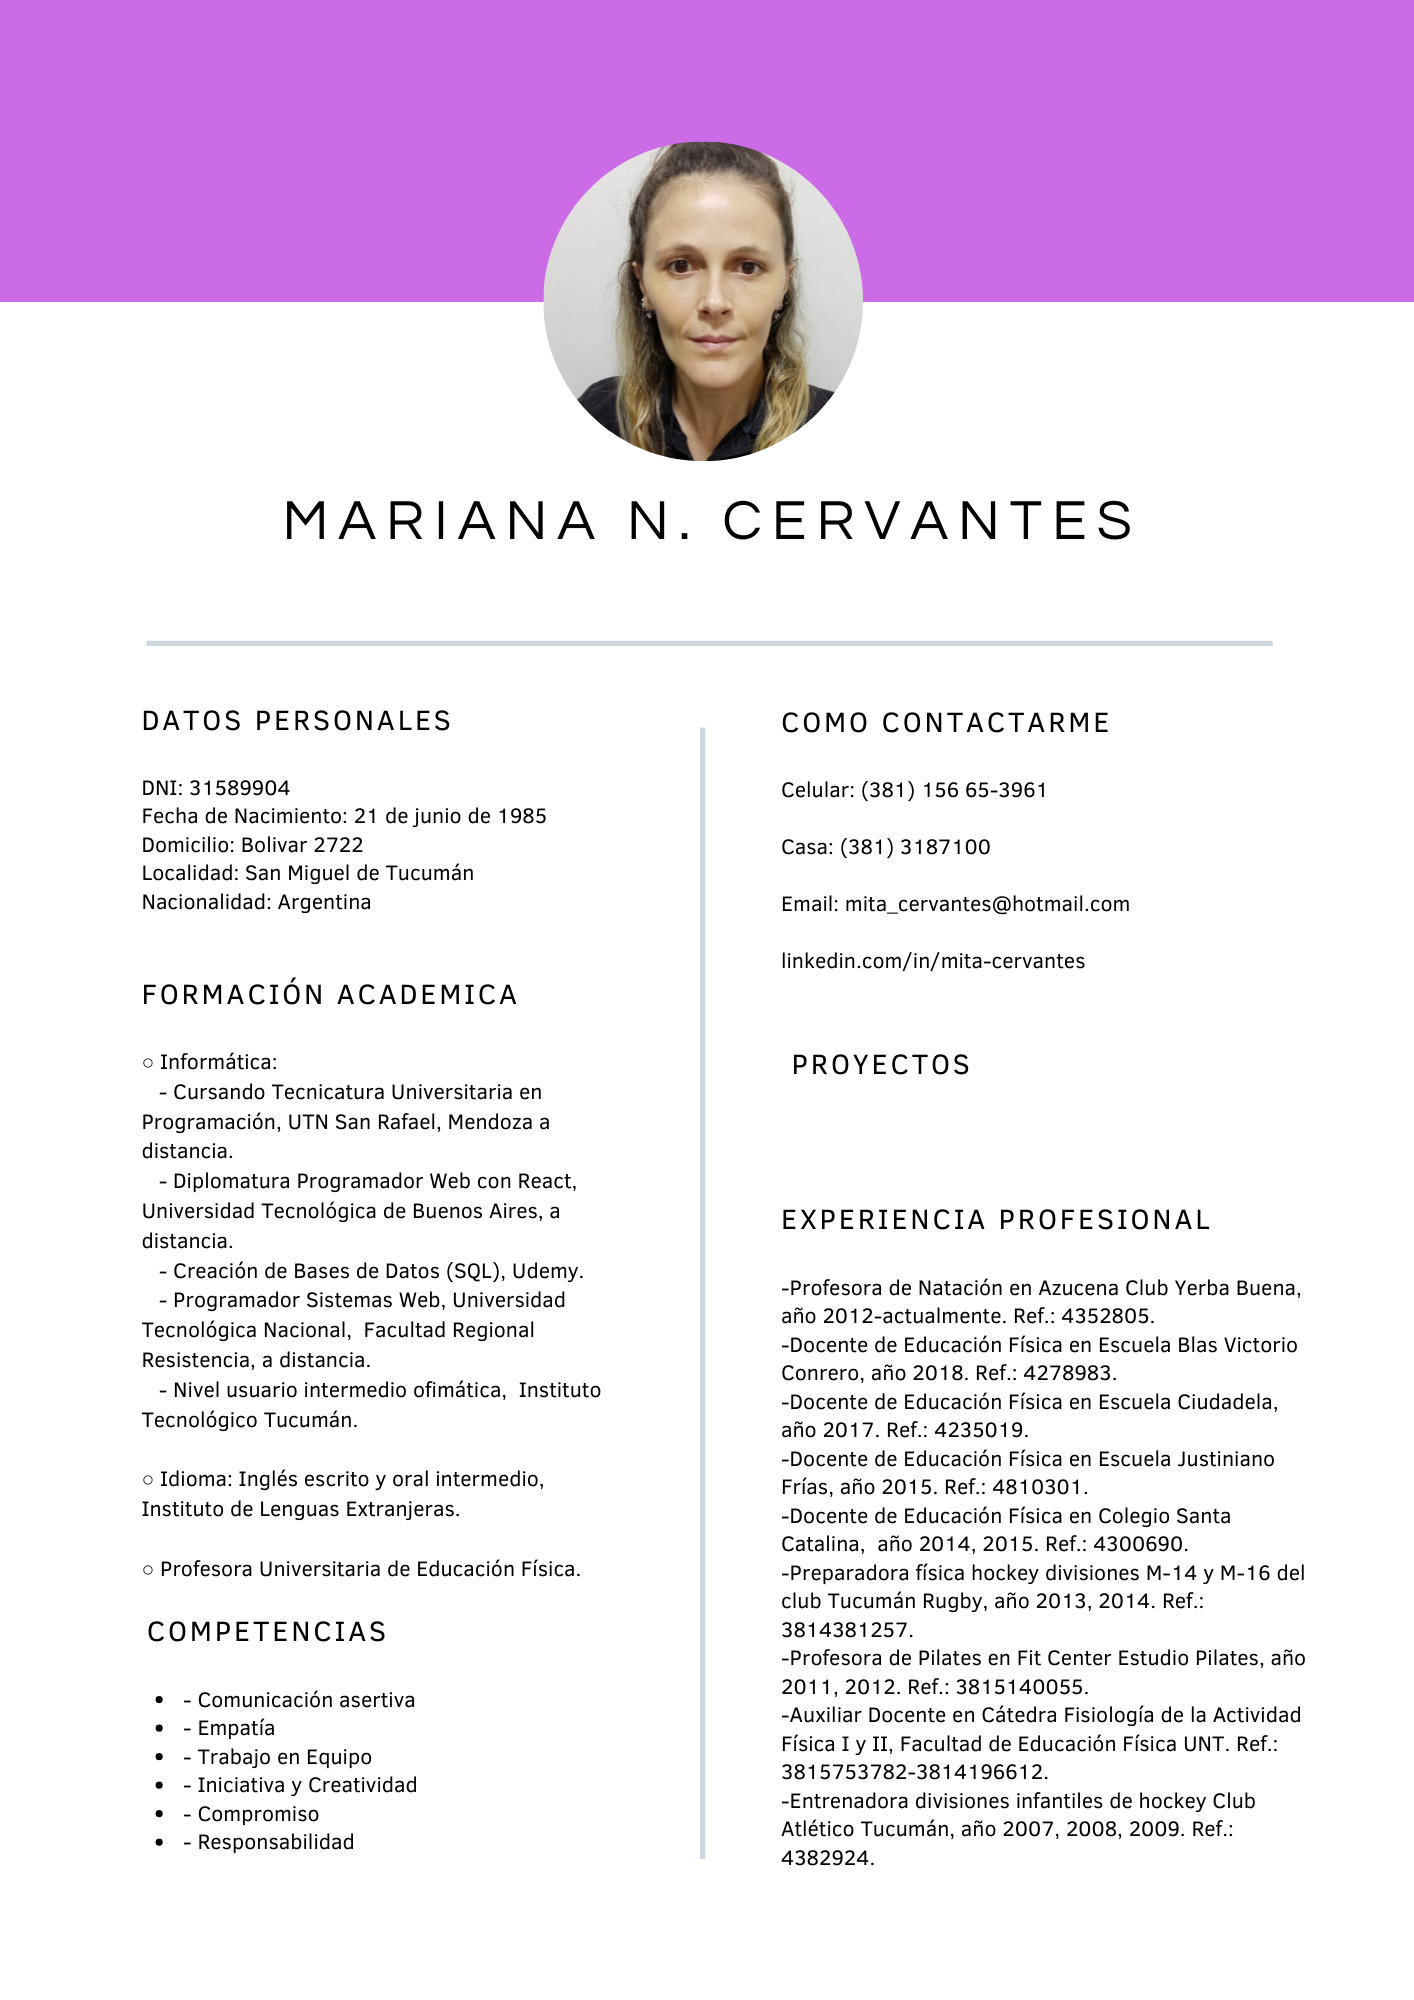 MARIANA N. CERVANTES
DATOS PERSONALES
DNI: 31589904
Fecha de Nacimiento: 21 de junio de 1985
Domicilio: Bolivar 2722
Localidad: San Miguel de Tucumán
Nacionalidad: Argentina
FORMACIÓN ACADEMICA
○ Informática:
- Cursando Tecnicatura Universitaria en
Programación, UTN San Rafael, Mendoza a
distancia.
- Diplomatura Programador Web con React,
Universidad Tecnológica de Buenos Aires, a
distancia.
- Creación de Bases de Datos (SQL), Udemy.
- Programador Sistemas Web, Universidad
Tecnológica Nacional,  Facultad Regional
Resistencia, a distancia.
- Nivel usuario intermedio ofimática,  Instituto
Tecnológico Tucumán.
○ Idioma: Inglés escrito y oral intermedio,
Instituto de Lenguas Extranjeras.
○ Profesora Universitaria de Educación Física.
COMPETENCIAS
• - Comunicación asertiva
• - Empatía
• - Trabajo en Equipo
• - Iniciativa y Creatividad
• - Compromiso
• - Responsabilidad
COMO CONTACTARME
Celular: (381) 156 65-3961
Casa: (381) 3187100
Email: mita_cervantes@hotmail.com
linkedin.com/in/mita-cervantes
PROYECTOS
EXPERIENCIA PROFESIONAL
-Profesora de Natación en Azucena Club Yerba Buena,
año 2012-actualmente. Ref.: 4352805.
-Docente de Educación Física en Escuela Blas Victorio
Conrero, año 2018. Ref.: 4278983.
-Docente de Educación Física en Escuela Ciudadela,
año 2017. Ref.: 4235019.
-Docente de Educación Física en Escuela Justiniano
Frías, año 2015. Ref.: 4810301.
-Docente de Educación Física en Colegio Santa
Catalina,  año 2014, 2015. Ref.: 4300690.
-Preparadora física hockey divisiones M-14 y M-16 del
club Tucumán Rugby, año 2013, 2014. Ref.:
3814381257.
-Profesora de Pilates en Fit Center Estudio Pilates, año
2011, 2012. Ref.: 3815140055.
-Auxiliar Docente en Cátedra Fisiología de la Actividad
Física I y II, Facultad de Educación Física UNT. Ref.:
3815753782-3814196612.
-Entrenadora divisiones infantiles de hockey Club
Atlético Tucumán, año 2007, 2008, 2009. Ref.:
4382924.